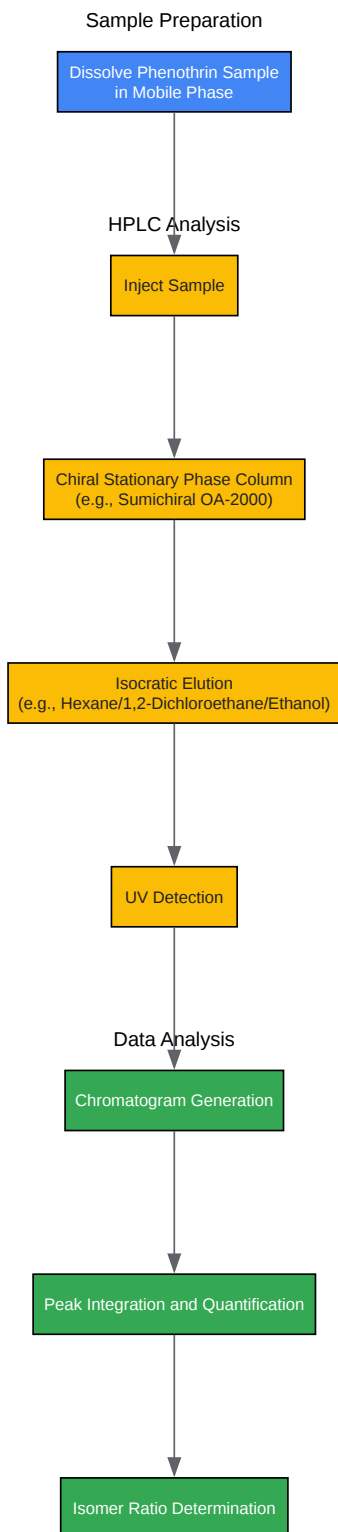 Sample Preparation
Dissolve Phenothrin Sample
in Mobile Phase
HPLC Analysis
Inject Sample
Chiral Stationary Phase Column
(e.g., Sumichiral OA-2000)
Isocratic Elution
(e.g., Hexane/1,2-Dichloroethane/Ethanol)
UV Detection
Data Analysis
Chromatogram Generation
Peak Integration and Quantification
Isomer Ratio Determination